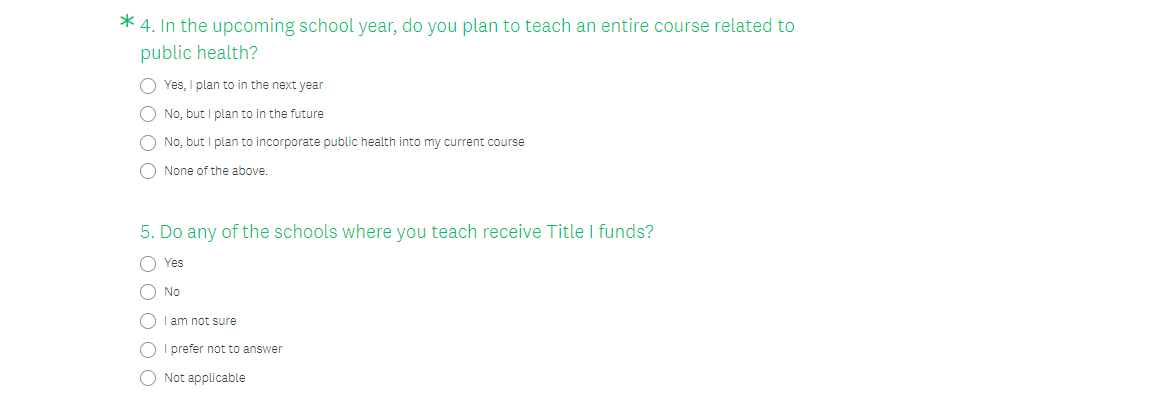 * 4. In the upcoming school year, do you plan to teach an entire course related to
public health?
Yes, I plan to in the next year
No, but I plan to in the future
No, but I plan to incorporate public health into my current course
None of the above.
5. Do any of the schools where you teach receive Title I funds?
Yes
No
I am not sure
I prefer not to answer
Not applicable